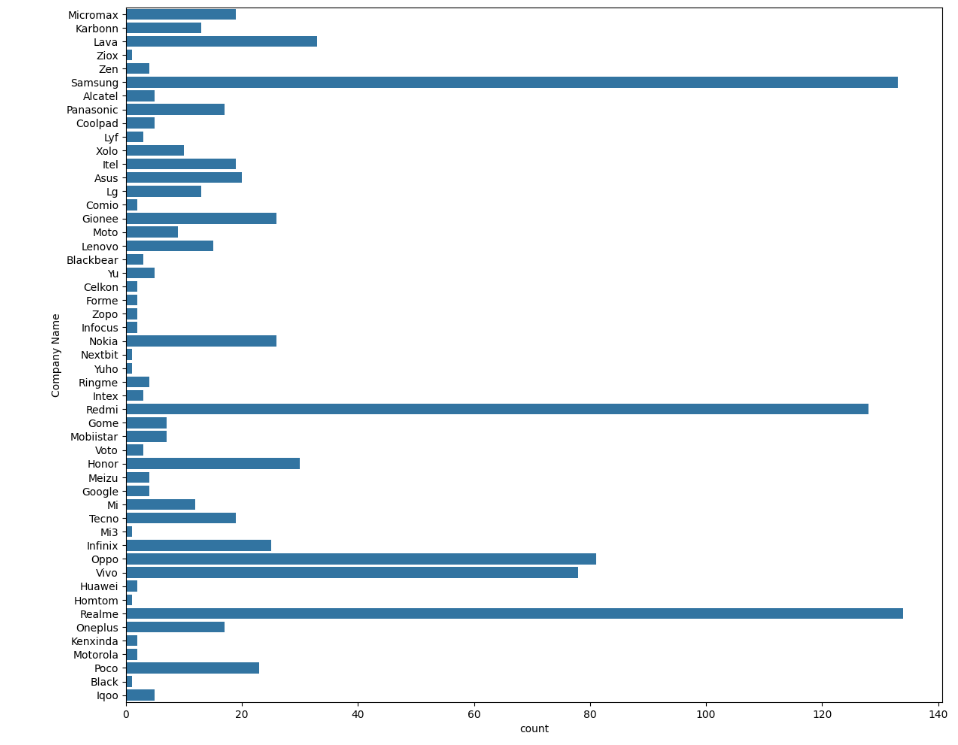 Micromax
Karbonn
Lava
Ziox
Zen
Samsung
Alcatel
Panasonic
Coolpad
Lyf
Xolo
Itel
Asus
Lg
Comio
Gionee
Moto
Lenovo
Blackbear
Yu
Celkon
Forme
Zopo
Infocus
Nokia
Nextbit
Yuho
Ringme
Intex
Redmi
Gome
Mobiistar
Voto
Honor
Meizu
Google
Mi
Tecno
Mi3
Infinix
Oppo
Vivo
Huawei
Homtom
Realme
Oneplus
Kenxinda
Motorola
Poco
Black
Iqoo
Company Name
0 20 40 60 80 100 120 140
count